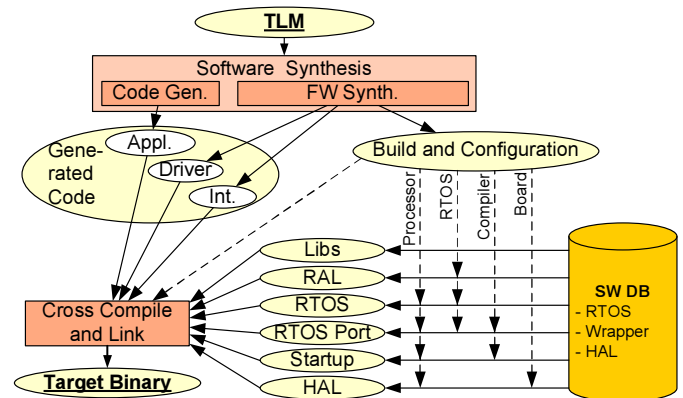 TLM
Software Synthesis
Code Gen.
FW Synth.
Gene-
rated
Code
Appl.
Driver
Int.
Build and Configuration
Processor
RTOS
Compiler
Board
Libs
RAL
RTOS
RTOS Port
Startup
HAL
SW DB
- RTOS
- Wrapper
- HAL
Cross Compile
and Link
Target Binary